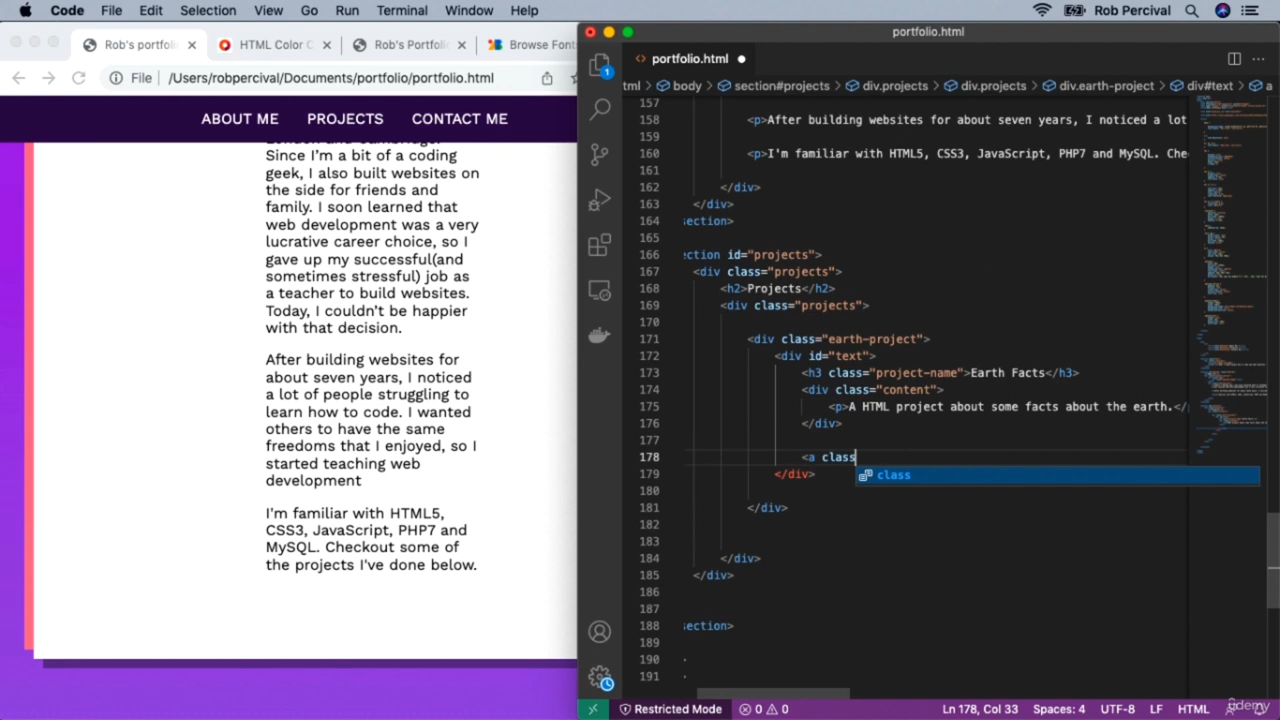 Code File Edit Selection View Go Run Terminal Window Help Rob Percival
Rob's portfol
HTML Color C
Rob's Portfoli
Browse Font
File /Users/robpercival/Documents/portfolio/portfolio.html
ABOUT ME PROJECTS CONTACT ME
London and Cambridge.
Since I'm a bit of a coding
geek, I also built websites on
the side for friends and
family. I soon learned that
web development was a very
lucrative career choice, so I
gave up my successful(and
sometimes stressful) job as
a teacher to build websites.
Today, I couldn't be happier
with that decision.
After building websites for
about seven years, I noticed
a lot of people struggling to
learn how to code. I wanted
others to have the same
freedoms that I enjoyed, so I
started teaching web
development
I'm familiar with HTML5,
CSS3, JavaScript, PHP7 and
MySQL. Checkout some of
the projects I've done below.
portfolio.html
<> portfolio.html
tml body section#projects div.projects div.projects div.earth-project div#text a
157
158 <p>After building websites for about seven years, I noticed a lot
159
160 <p>I'm familiar with HTML5, CSS3, JavaScript, PHP7 and MySQL. Che
161
162 </div>
163 </div>
164 section>
165
166 ection id="projects">
167 <div class="projects">
168 <h2>Projects</h2>
169 <div class="projects">
170
171 <div class="earth-project">
172 <div id="text">
173 <h3 class="project-name">Earth Facts</h3>
174 <div class="content">
175 <p>A HTML project about some facts about the earth.</
176 </div>
177
178 <a class
179 </div>
class
180
181 </div>
182
183
184 </div>
185 </div>
186
187
188 section>
189
190
191
1
Restricted Mode 0 0 Ln 178, Col 33 Spaces: 4 UTF-8 LF HTML
udemy